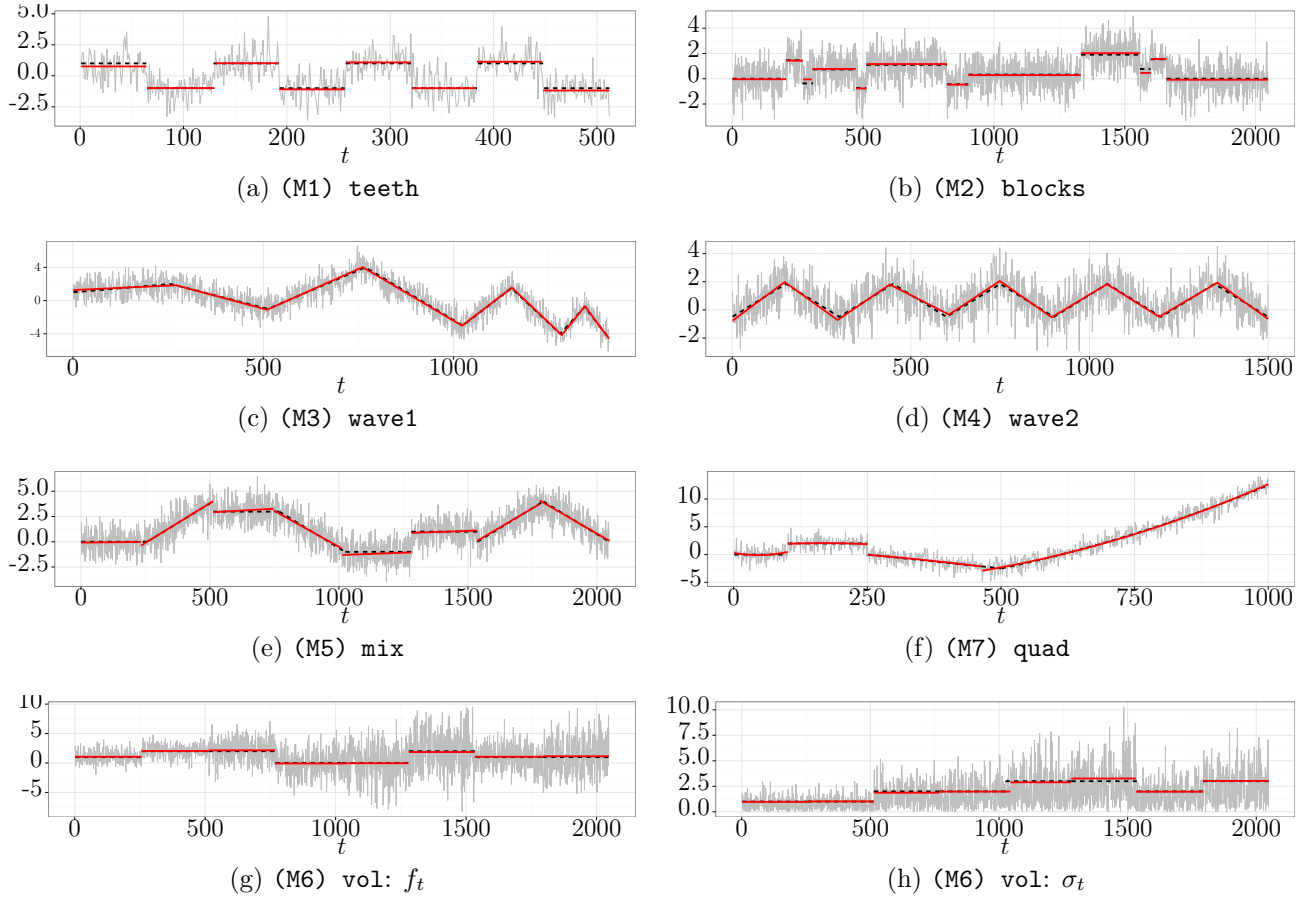 5.0
2.5
0.0
-2.5
0 100 200 300 400 500
t
(a) (M1) teeth
4
2
0
-2
0 500 1000 1500 2000
t
(b) (M2) blocks
4
0
-4
0 500 1000
t
(c) (M3) wave1
4
2
0
-2
0 500 1000 1500
t
(d) (M4) wave2
5.0
2.5
0.0
-2.5
0 500 1000 1500 2000
t
(e) (M5) mix
10
5
0
-5
0 250 500 750 1000
t
(f) (M7) quad
10
5
0
-5
0 500 1000 1500 2000
t
(g) (M6) vol: fₜ
10.0
7.5
5.0
2.5
0.0
0 500 1000 1500 2000
t
(h) (M6) vol: σₜ